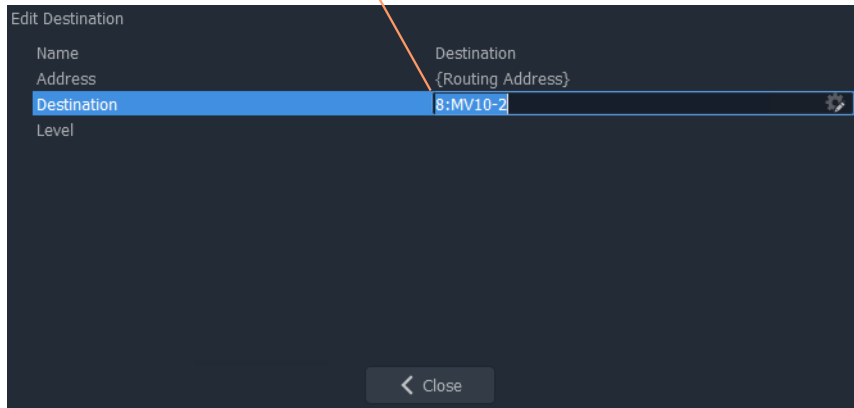 Edit Destination
Name Destination
Address {Routing Address}
Destination 8:MV10-2
Level
Close